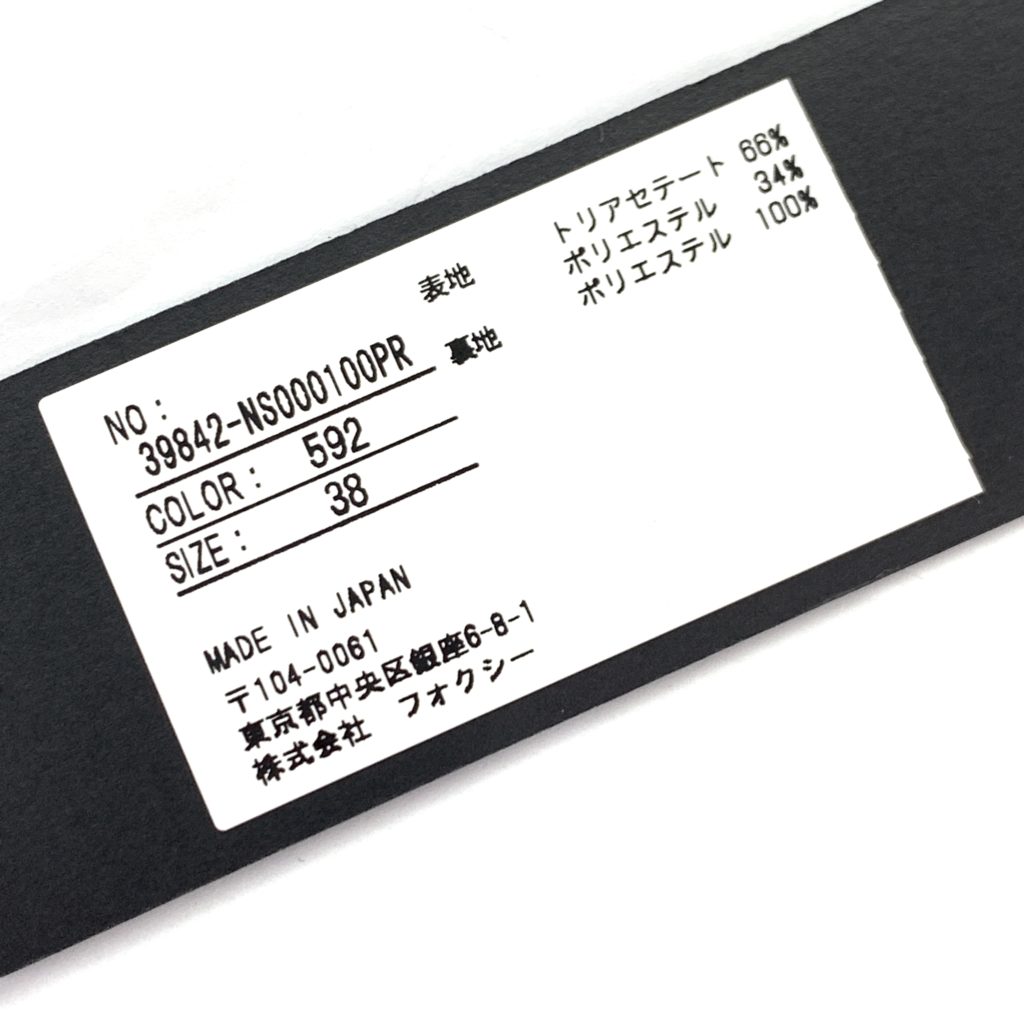 表地 トリアセテート 66%
ポリエステル 34%
裏地 ポリエステル 100%
NO:
39842-NS000100PR
COLOR: 592
SIZE: 38
MADE IN JAPAN
〒104-0061
東京都中央区銀座6-8-1
株式会社 フォクシー